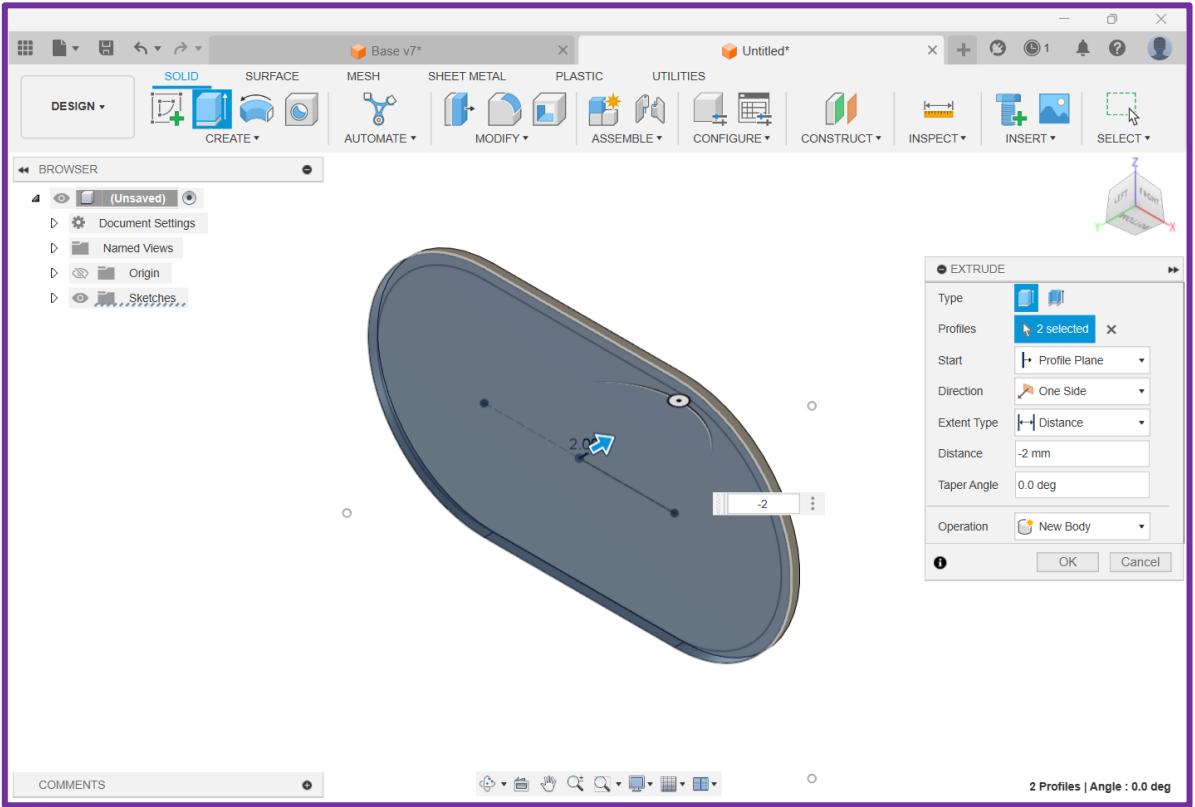 Base v7*
Untitled*
1
DESIGN
SOLID SURFACE MESH SHEET METAL PLASTIC UTILITIES
CREATE AUTOMATE MODIFY ASSEMBLE CONFIGURE CONSTRUCT INSPECT INSERT SELECT
BROWSER
(Unsaved)
Document Settings
Named Views
Origin
Sketches
Z
LEFT
FRONT
BOTTOM
Y
X
EXTRUDE
Type
Profiles 2 selected
Start Profile Plane
Direction One Side
Extent Type Distance
Distance -2 mm
Taper Angle 0.0 deg
Operation New Body
OK Cancel
-2
COMMENTS
2 Profiles | Angle : 0.0 deg